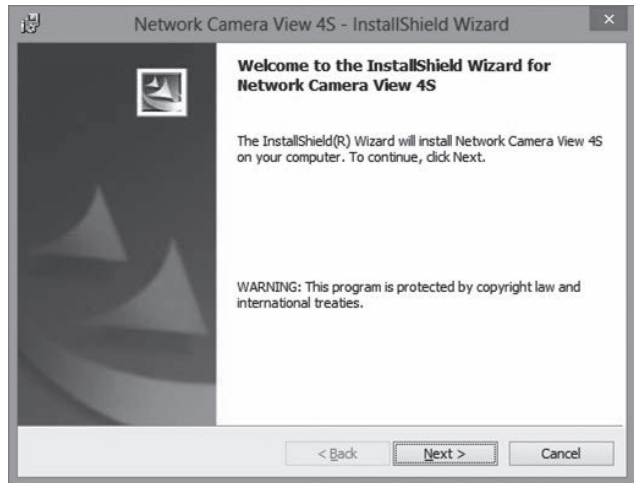 Network Camera View 4S - InstallShield Wizard
Welcome to the InstallShield Wizard for
Network Camera View 4S
The InstallShield(R) Wizard will install Network Camera View 4S
on your computer. To continue, click Next.
WARNING: This program is protected by copyright law and
international treaties.
< Back Next > Cancel